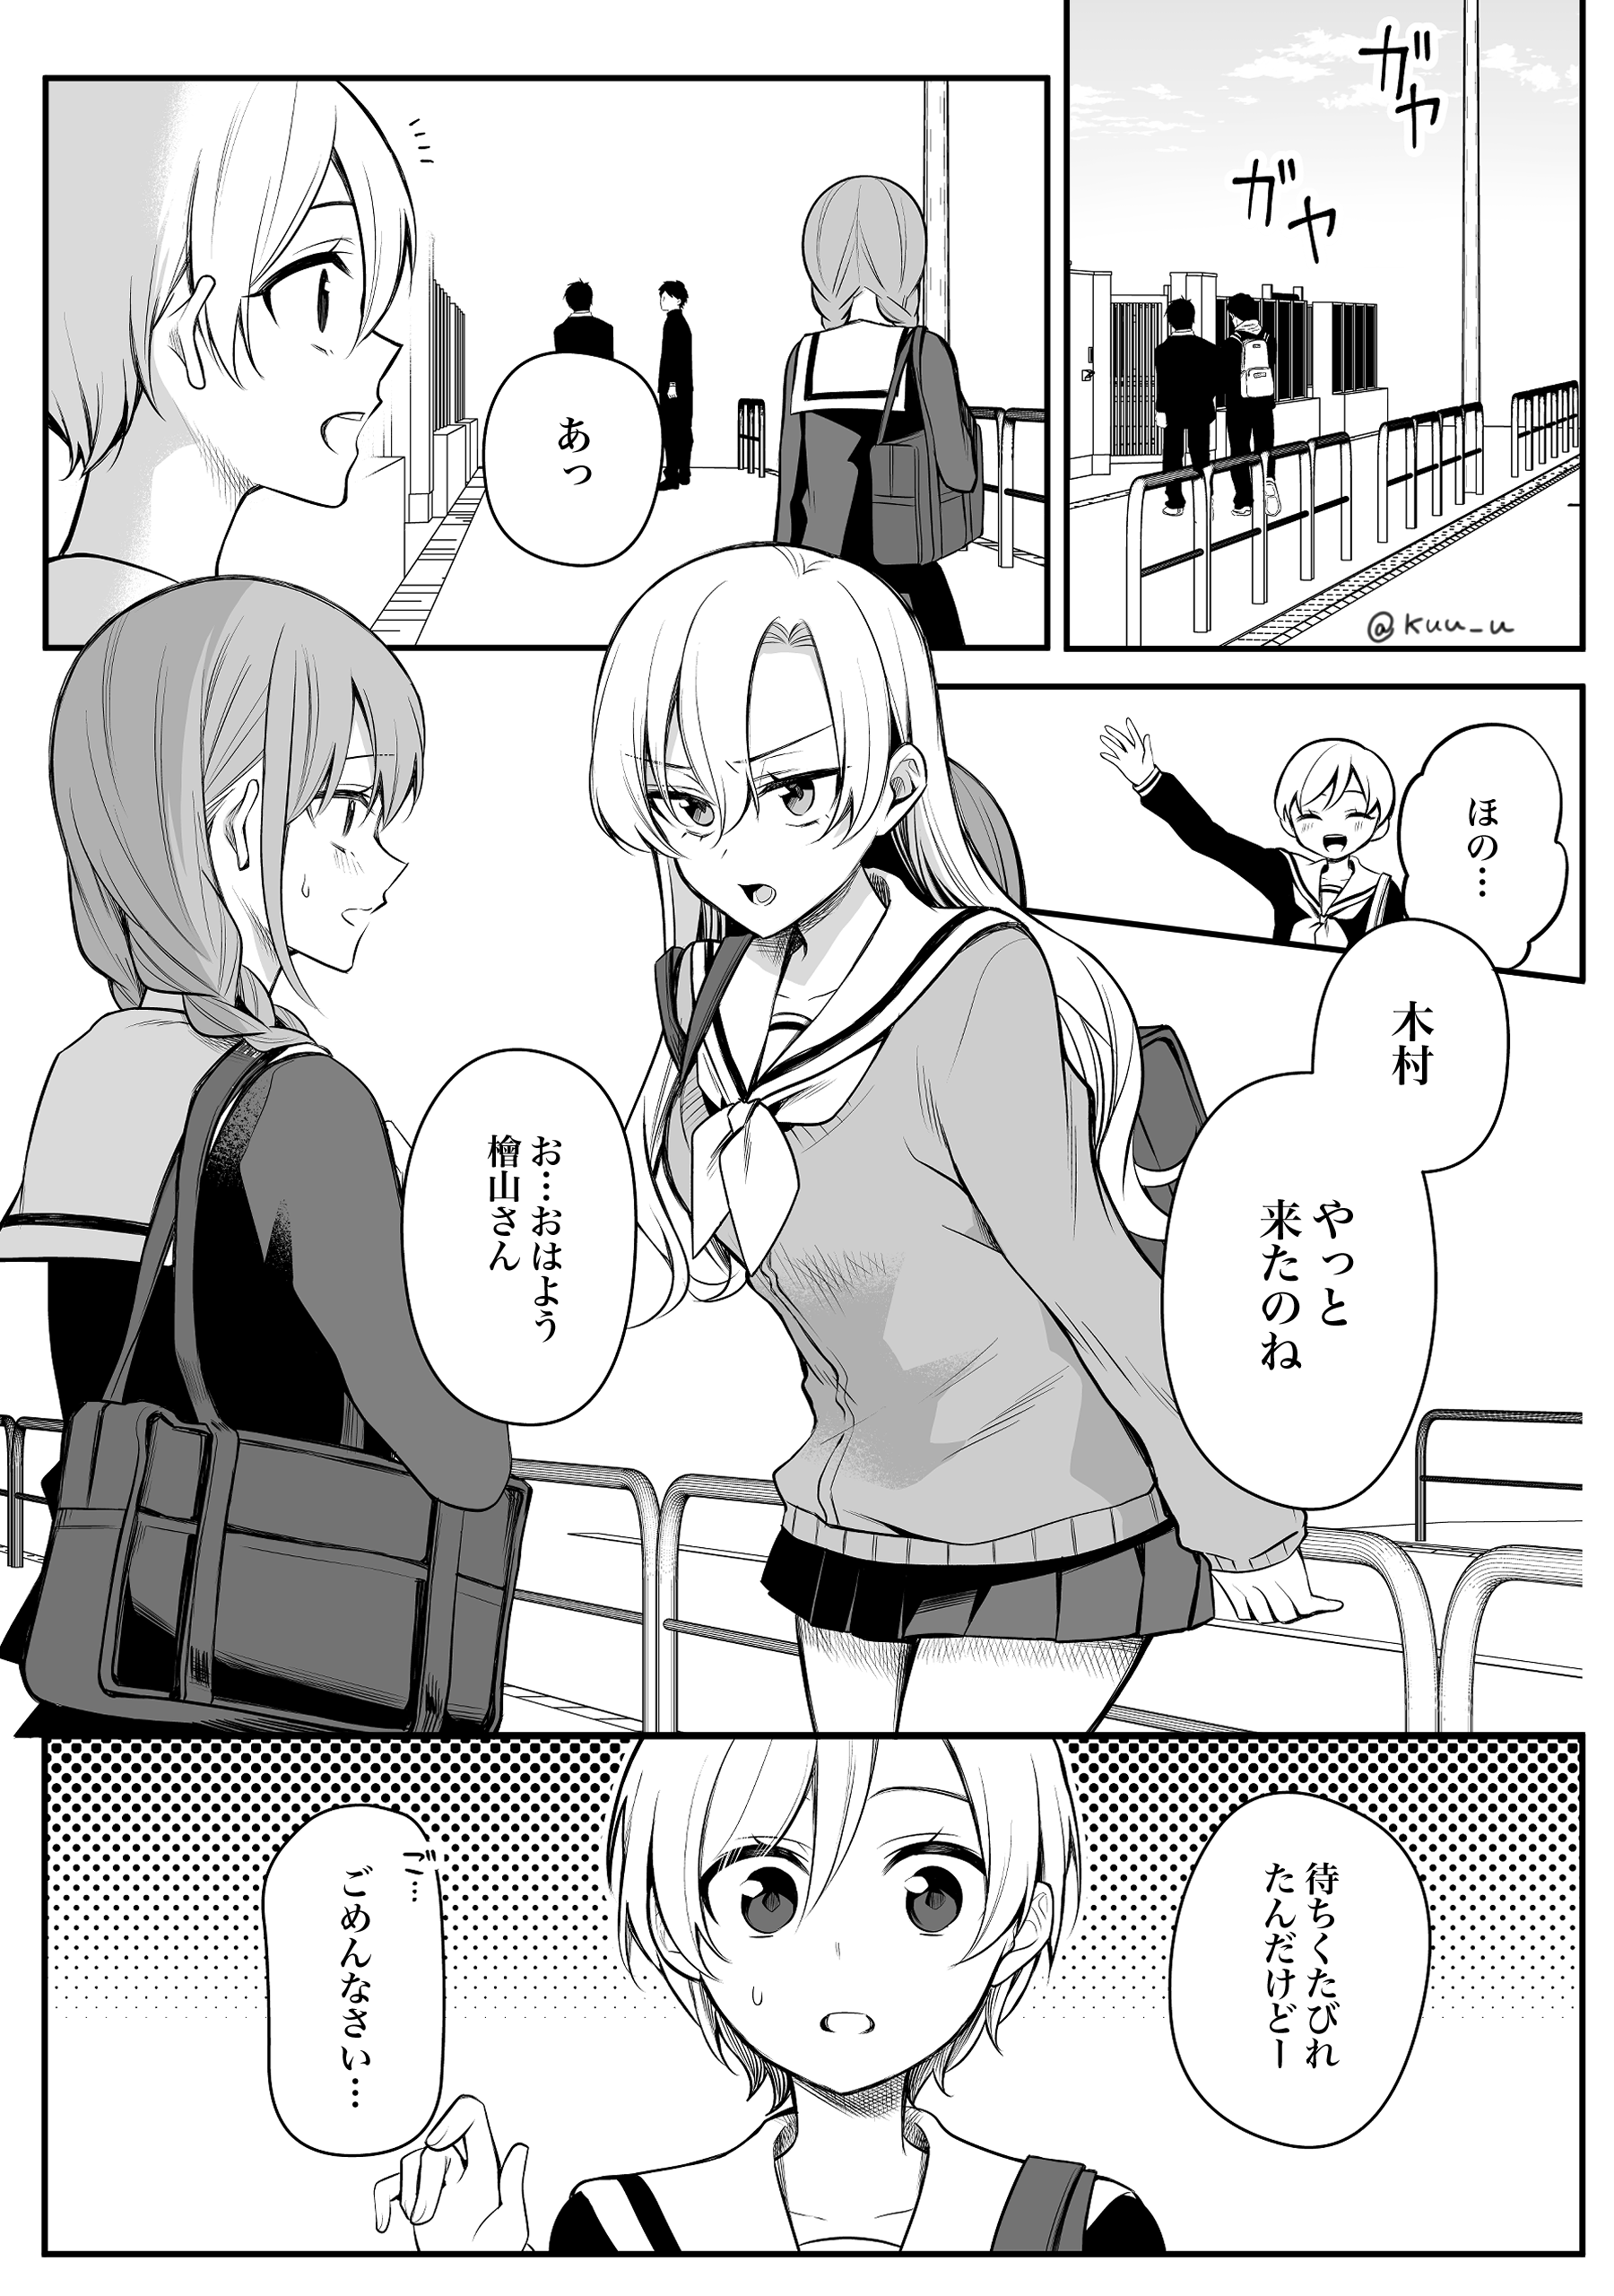 ガヤ
ガヤ
@kuu_u
あっ
ほの…
木村
やっと
来たのね
お…おはよう
檜山さん
待ちくたびれ
たんだけどー
ご…
ごめんなさい…